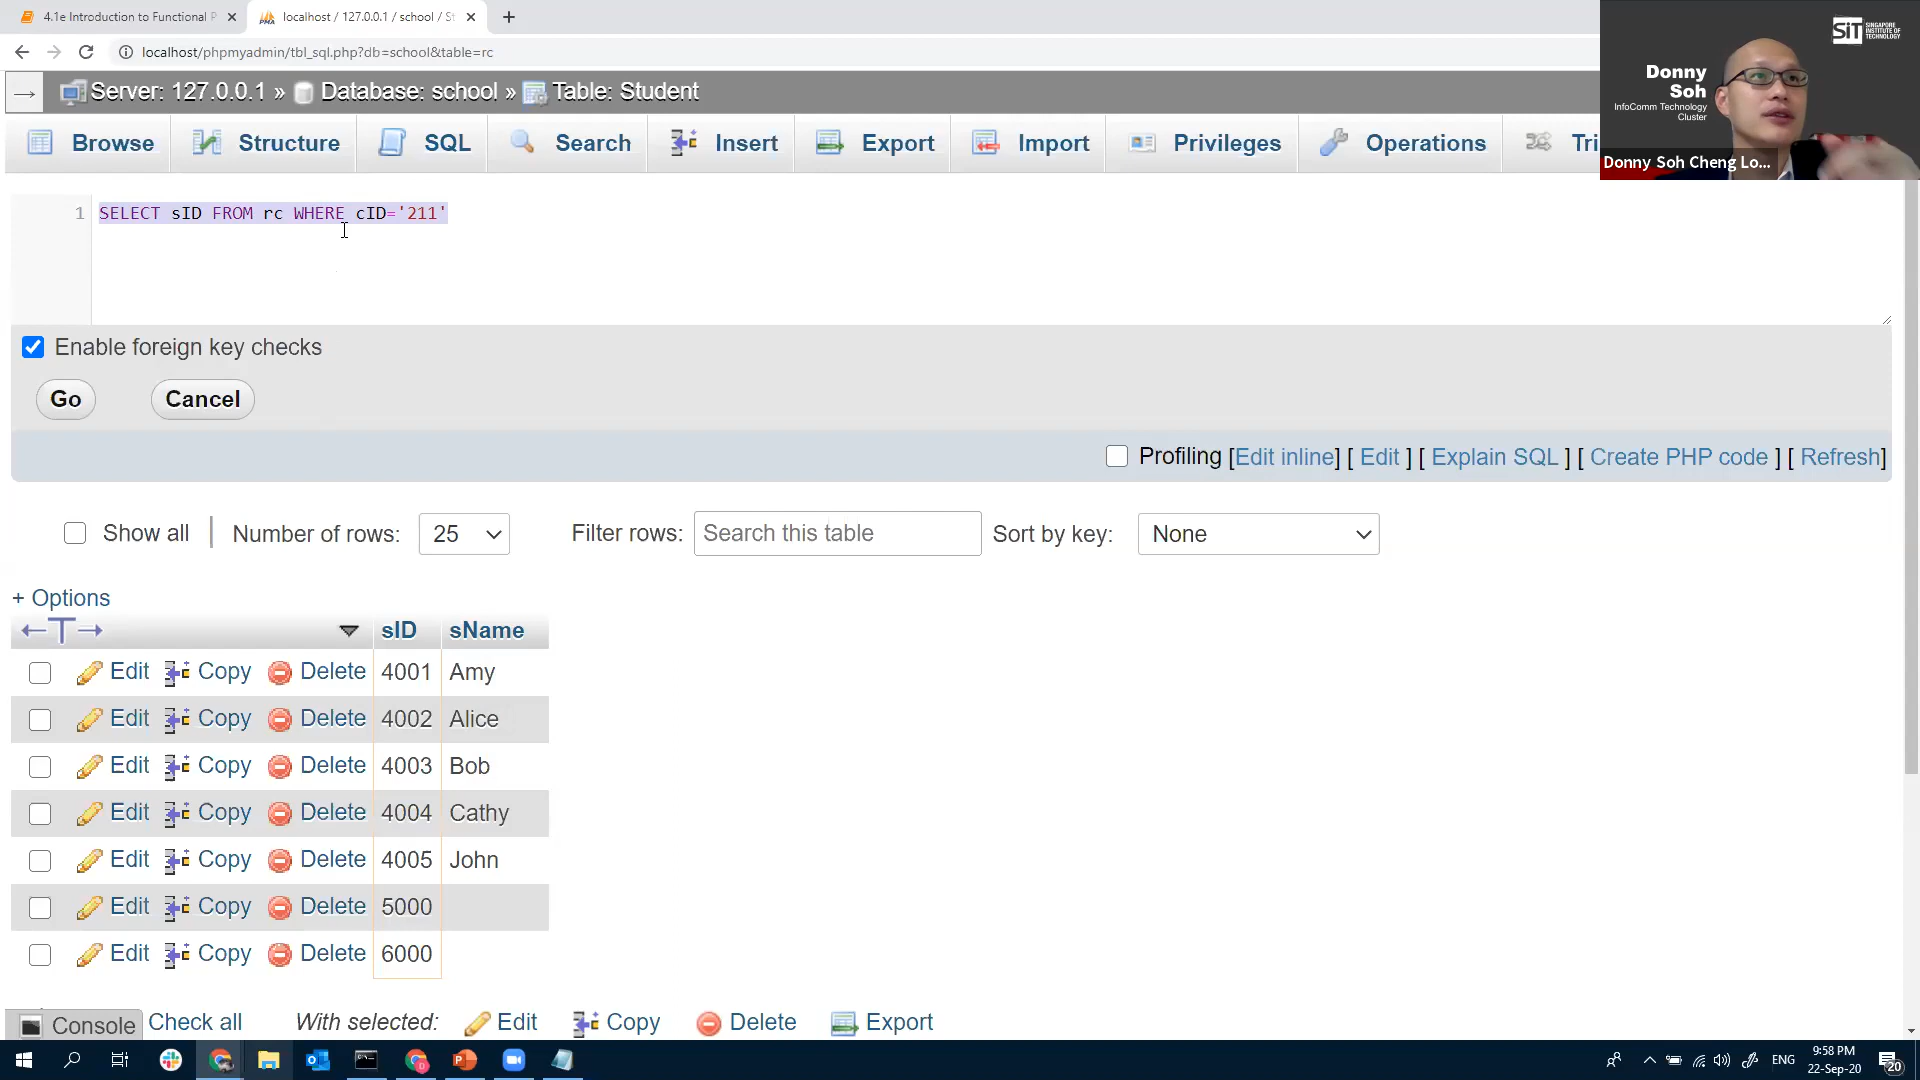 4.1e Introduction to Functional P
localhost / 127.0.0.1 / school / St
localhost/phpmyadmin/tbl_sql.php?db=school&table=rc
SiT SINGAPORE INSTITUTE OF TECHNOLOGY
Donny
Soh
InfoComm Technology
Cluster
Donny Soh Cheng Lo...
Server: 127.0.0.1 » Database: school » Table: Student
Browse Structure SQL Search Insert Export Import Privileges Operations Tri
1 SELECT sID FROM rc WHERE cID='211'
Enable foreign key checks
Go Cancel
Profiling [Edit inline] [ Edit ] [ Explain SQL ] [ Create PHP code ] [ Refresh]
Show all Number of rows: 25 Filter rows: Search this table Sort by key: None
+ Options
←T→ sID sName
Edit Copy Delete 4001 Amy
Edit Copy Delete 4002 Alice
Edit Copy Delete 4003 Bob
Edit Copy Delete 4004 Cathy
Edit Copy Delete 4005 John
Edit Copy Delete 5000
Edit Copy Delete 6000
Console Check all With selected: Edit Copy Delete Export
ENG
9:58 PM
22-Sep-20
20